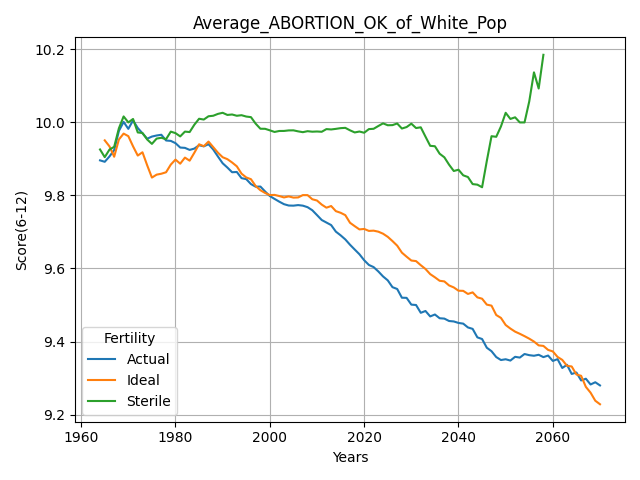 Average_ABORTION_OK_of_White_Pop
10.2
10.0
9.8
9.6
9.4
9.2
Score(6-12)
Fertility
Actual
Ideal
Sterile
1960
1980
2000
2020
2040
2060
Years